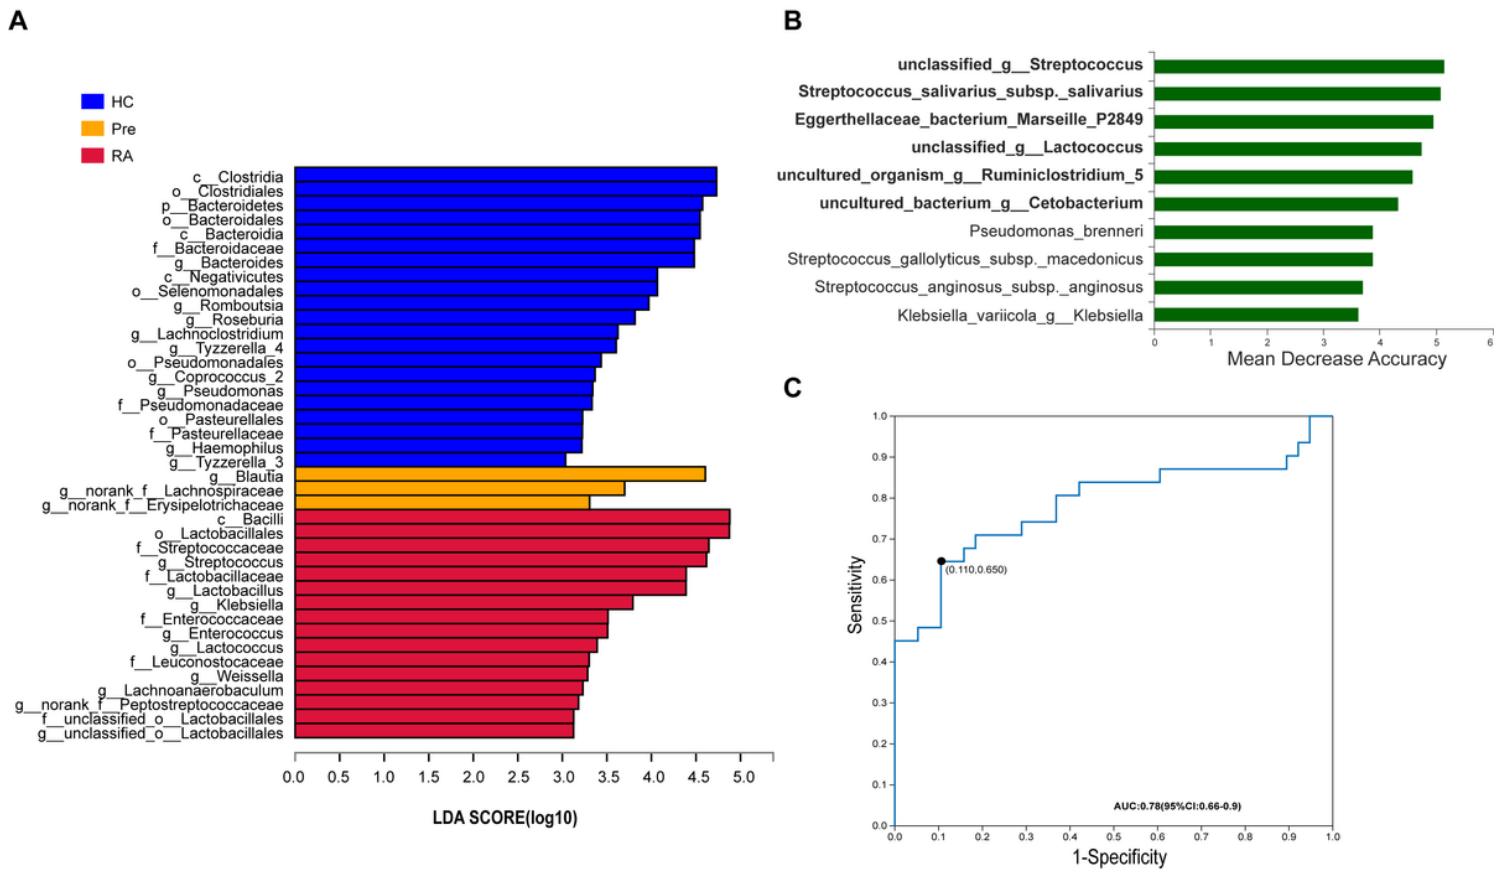 A
HC
Pre
RA
c__Clostridia
o__Clostridiales
p__Bacteroidetes
o__Bacteroidales
c__Bacteroidia
f__Bacteroidaceae
g__Bacteroides
c__Negativicutes
o__Selenomonadales
g__Romboutsia
g__Roseburia
g__Lachnoclostridium
g__Tyzzerella_4
o__Pseudomonadales
g__Coprococcus_2
g__Pseudomonas
f__Pseudomonadaceae
o__Pasteurellales
f__Pasteurellaceae
g__Haemophilus
g__Tyzzerella_3
g__Blautia
g__norank_f__Lachnospiraceae
g__norank_f__Erysipelotrichaceae
c__Bacilli
o__Lactobacillales
f__Streptococcaceae
g__Streptococcus
f__Lactobacillaceae
g__Lactobacillus
g__Klebsiella
f__Enterococcaceae
g__Enterococcus
g__Lactococcus
f__Leuconostocaceae
g__Weissella
g__Lachnoanaerobaculum
g__norank_f__Peptostreptococcaceae
f__unclassified_o__Lactobacillales
g__unclassified_o__Lactobacillales
0.0 0.5 1.0 1.5 2.0 2.5 3.0 3.5 4.0 4.5 5.0
LDA SCORE(log10)
B
unclassified_g__Streptococcus
Streptococcus_salivarius_subsp._salivarius
Eggerthellaceae_bacterium_Marseille_P2849
unclassified_g__Lactococcus
uncultured_organism_g__Ruminiclostridium_5
uncultured_bacterium_g__Cetobacterium
Pseudomonas_brenneri
Streptococcus_gallolyticus_subsp._macedonicus
Streptococcus_anginosus_subsp._anginosus
Klebsiella_variicola_g__Klebsiella
0 1 2 3 4 5 6
Mean Decrease Accuracy
C
1.0
0.9
0.8
0.7
0.6
0.5
0.4
0.3
0.2
0.1
0.0
Sensitivity
(0.110,0.650)
AUC:0.78(95%CI:0.66-0.9)
0.0 0.1 0.2 0.3 0.4 0.5 0.6 0.7 0.8 0.9 1.0
1-Specificity